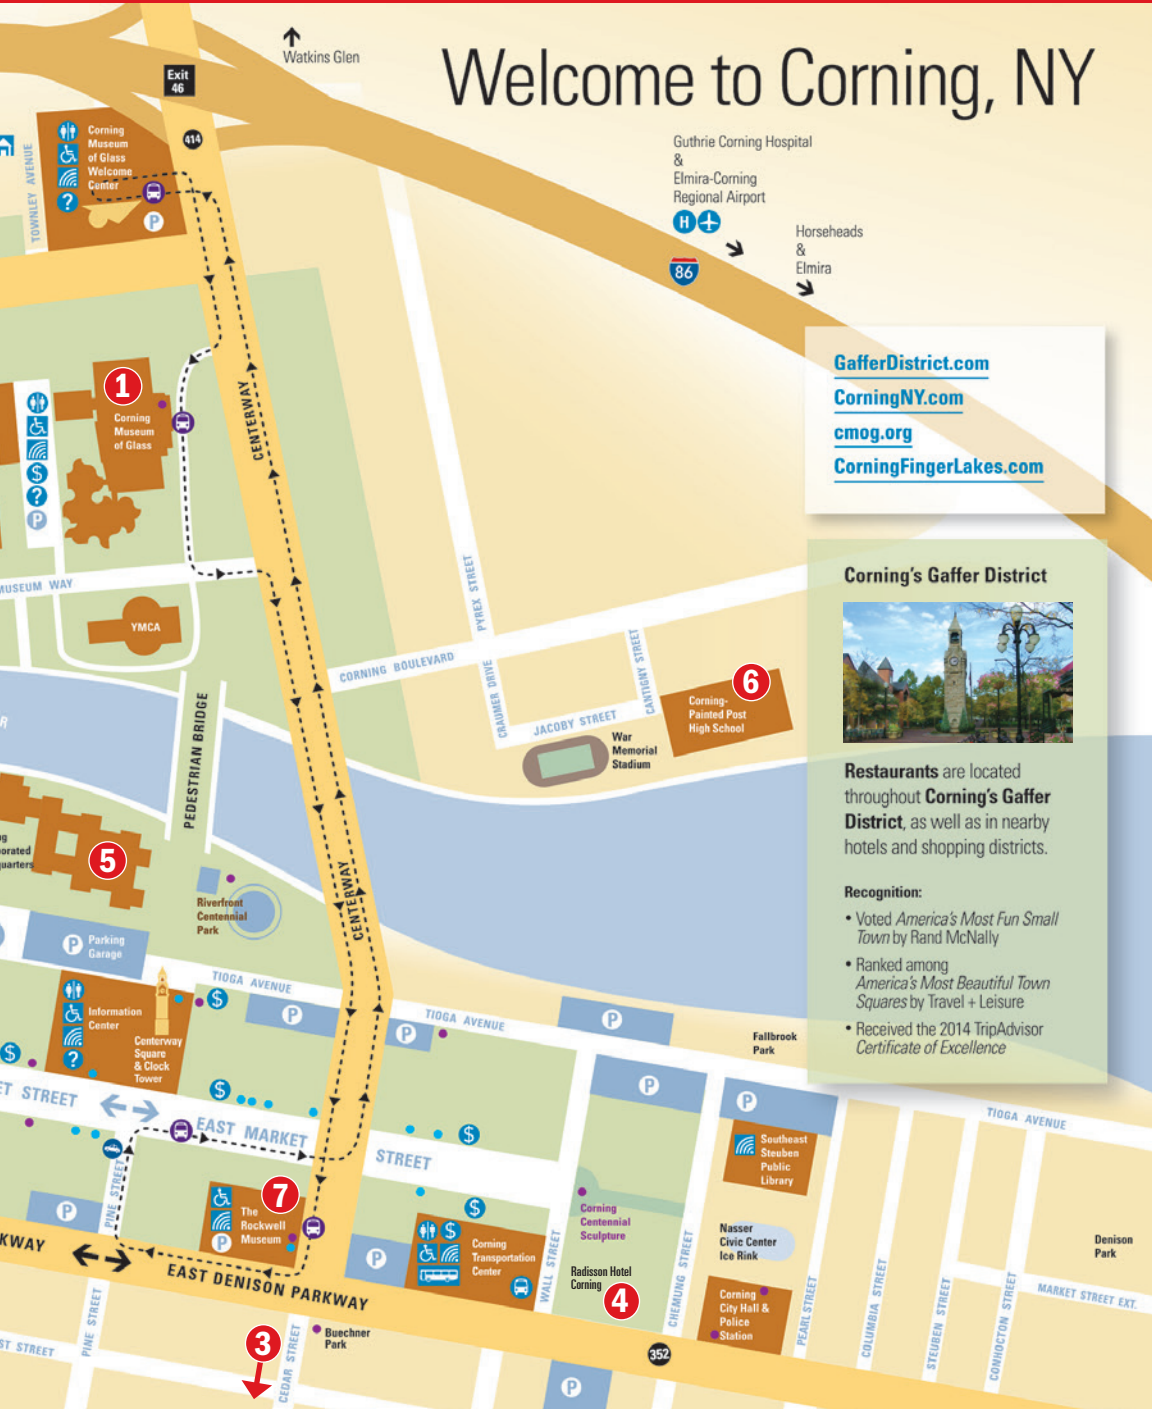 Welcome to Corning, NY
Watkins Glen
Exit
46
414
Guthrie Corning Hospital
&
Elmira-Corning
Regional Airport
H
86
Horseheads
&
Elmira
TOWNLEY AVENUE
Corning
Museum
of Glass
Welcome
Center
?
P
GafferDistrict.com
CorningNY.com
cmog.org
CorningFingerLakes.com
1
Corning
Museum
of Glass
$
?
P
CENTERWAY
MUSEUM WAY
YMCA
PYREX STREET
CORNING BOULEVARD
CRAUMER DRIVE
CANTIGNY STREET
JACOBY STREET
6
Corning-
Painted Post
High School
War
Memorial
Stadium
PEDESTRIAN BRIDGE
R
Corning's Gaffer District
Restaurants are located
throughout Corning's Gaffer
District, as well as in nearby
hotels and shopping districts.
Recognition:
• Voted America's Most Fun Small
Town by Rand McNally
• Ranked among
America's Most Beautiful Town
Squares by Travel + Leisure
• Received the 2014 TripAdvisor
Certificate of Excellence
5
ng
orated
quarters
Riverfront
Centennial
Park
CENTERWAY
P
Parking
Garage
TIOGA AVENUE
P
P
TIOGA AVENUE
P
Fallbrook
Park
Information
Center
?
$
Centerway
Square
& Clock
Tower
$
ET STREET
$
EAST MARKET
STREET
$
P
P
TIOGA AVENUE
Southeast
Steuben
Public
Library
PINE STREET
P
7
The
Rockwell
Museum
P
P
$
$
Corning
Transportation
Center
WALL STREET
Corning
Centennial
Sculpture
Radisson Hotel
Corning
4
CHEMUNG STREET
Nasser
Civic Center
Ice Rink
Corning
City Hall &
Police
Station
PEARL STREET
COLUMBIA STREET
STEUBEN STREET
CONHOCTON STREET
Denison
Park
MARKET STREET EXT.
KWAY
EAST DENISON PARKWAY
352
ST STREET
PINE STREET
3
CEDAR STREET
Buechner
Park
P